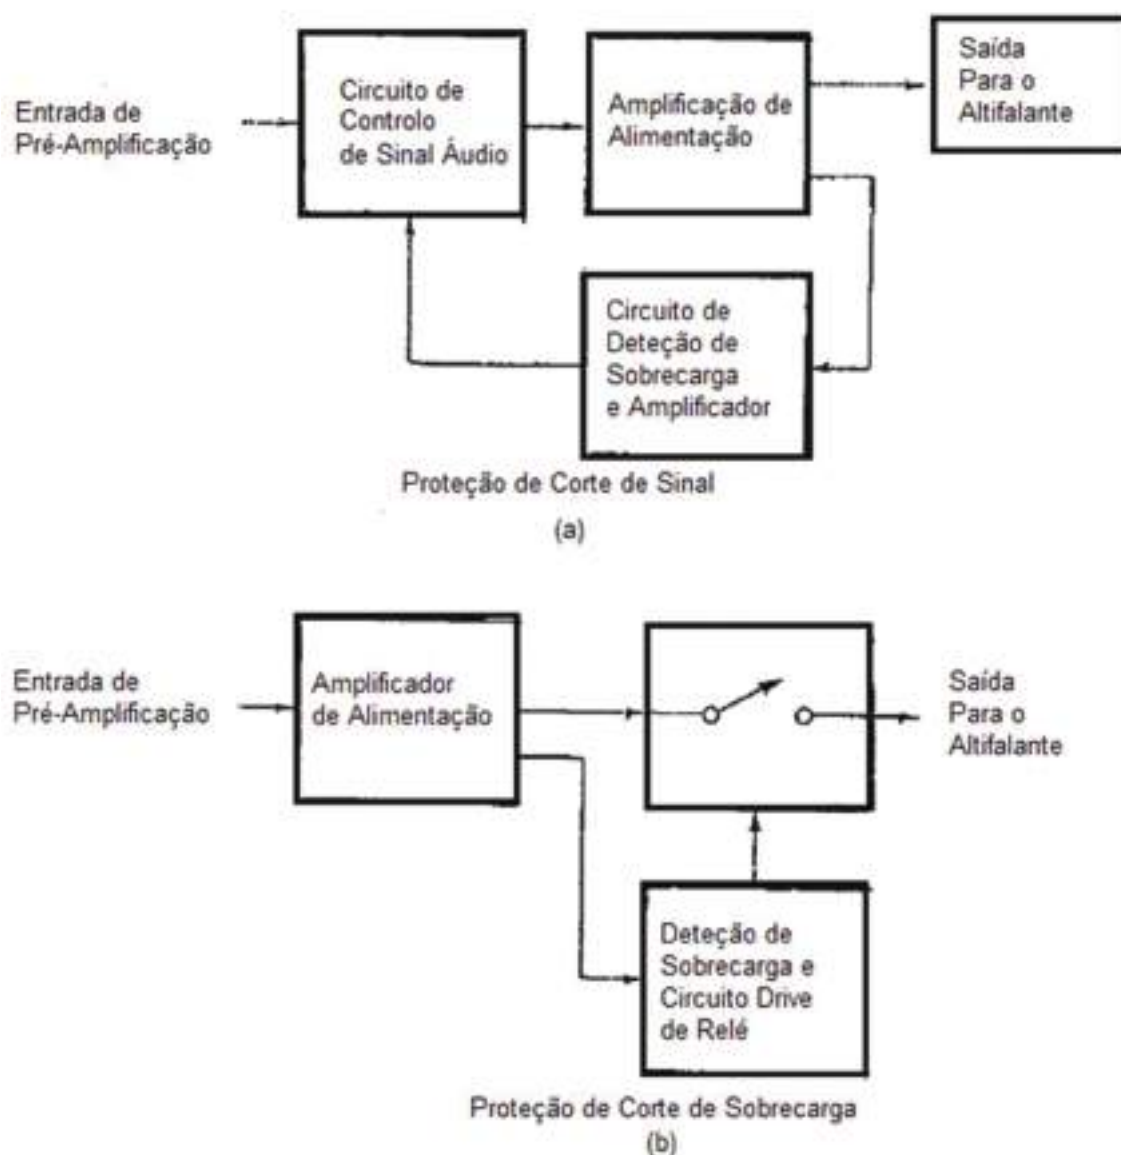 Entrada de
Pré-Amplificação
Circuito de
Controlo
de Sinal Áudio
Amplificação de
Alimentação
Saída
Para o
Altifalante
Circuito de
Deteção de
Sobrecarga
e Amplificador
Proteção de Corte de Sinal
(a)
Entrada de
Pré-Amplificação
Amplificador
de Alimentação
Saída
Para o
Altifalante
Deteção de
Sobrecarga e
Circuito Drive
de Relé
Proteção de Corte de Sobrecarga
(b)